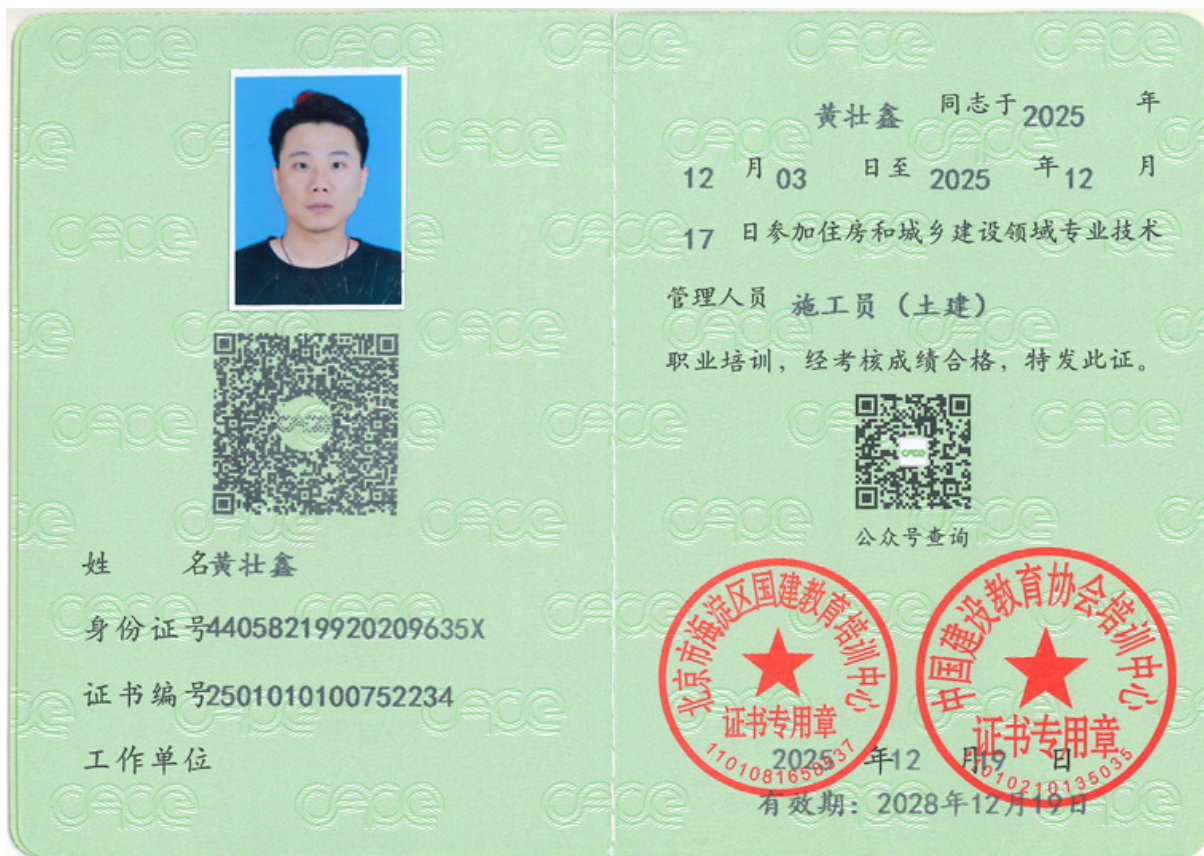 姓 名黄壮鑫
身份证号44058219920209635X
证书编号2501010100752234
工作单位
黄壮鑫 同志于2025 年
12 月 03 日至 2025 年 12 月
17 日参加住房和城乡建设领域专业技术
管理人员 施工员（土建）
职业培训，经考核成绩合格，特发此证。
CACE
公众号查询
北京市海淀区国建教育培训中心
证书专用章
中国建设教育协会培训中心
证书专用章
11010210135035
2025 年12 月19 日
有效期：2028年12月19日